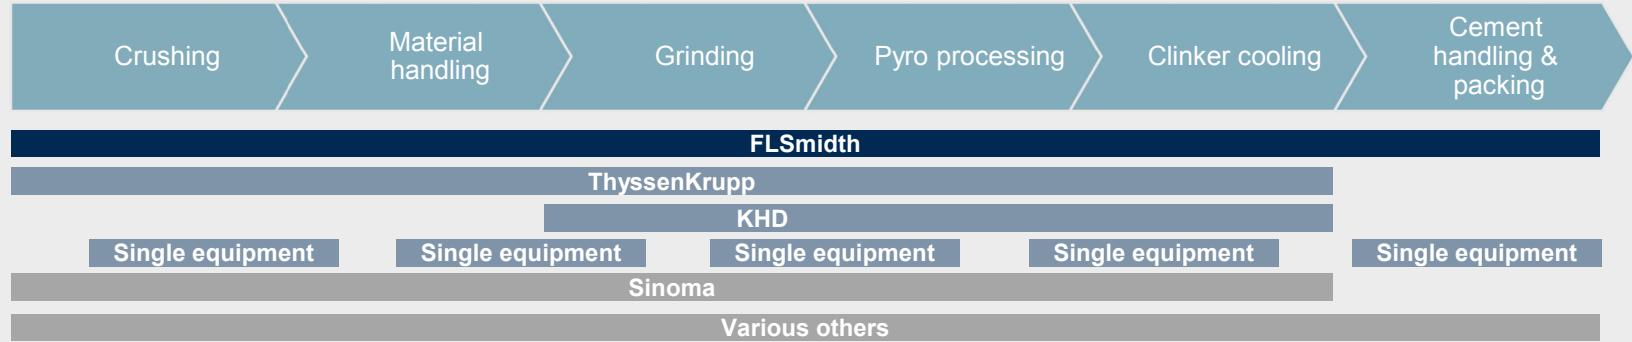 Crushing
Material
handling
Grinding
Pyro processing
Clinker cooling
Cement
handling &
packing
FLSmidth
ThyssenKrupp
KHD
Single equipment
Single equipment
Single equipment
Single equipment
Single equipment
Sinoma
Various others